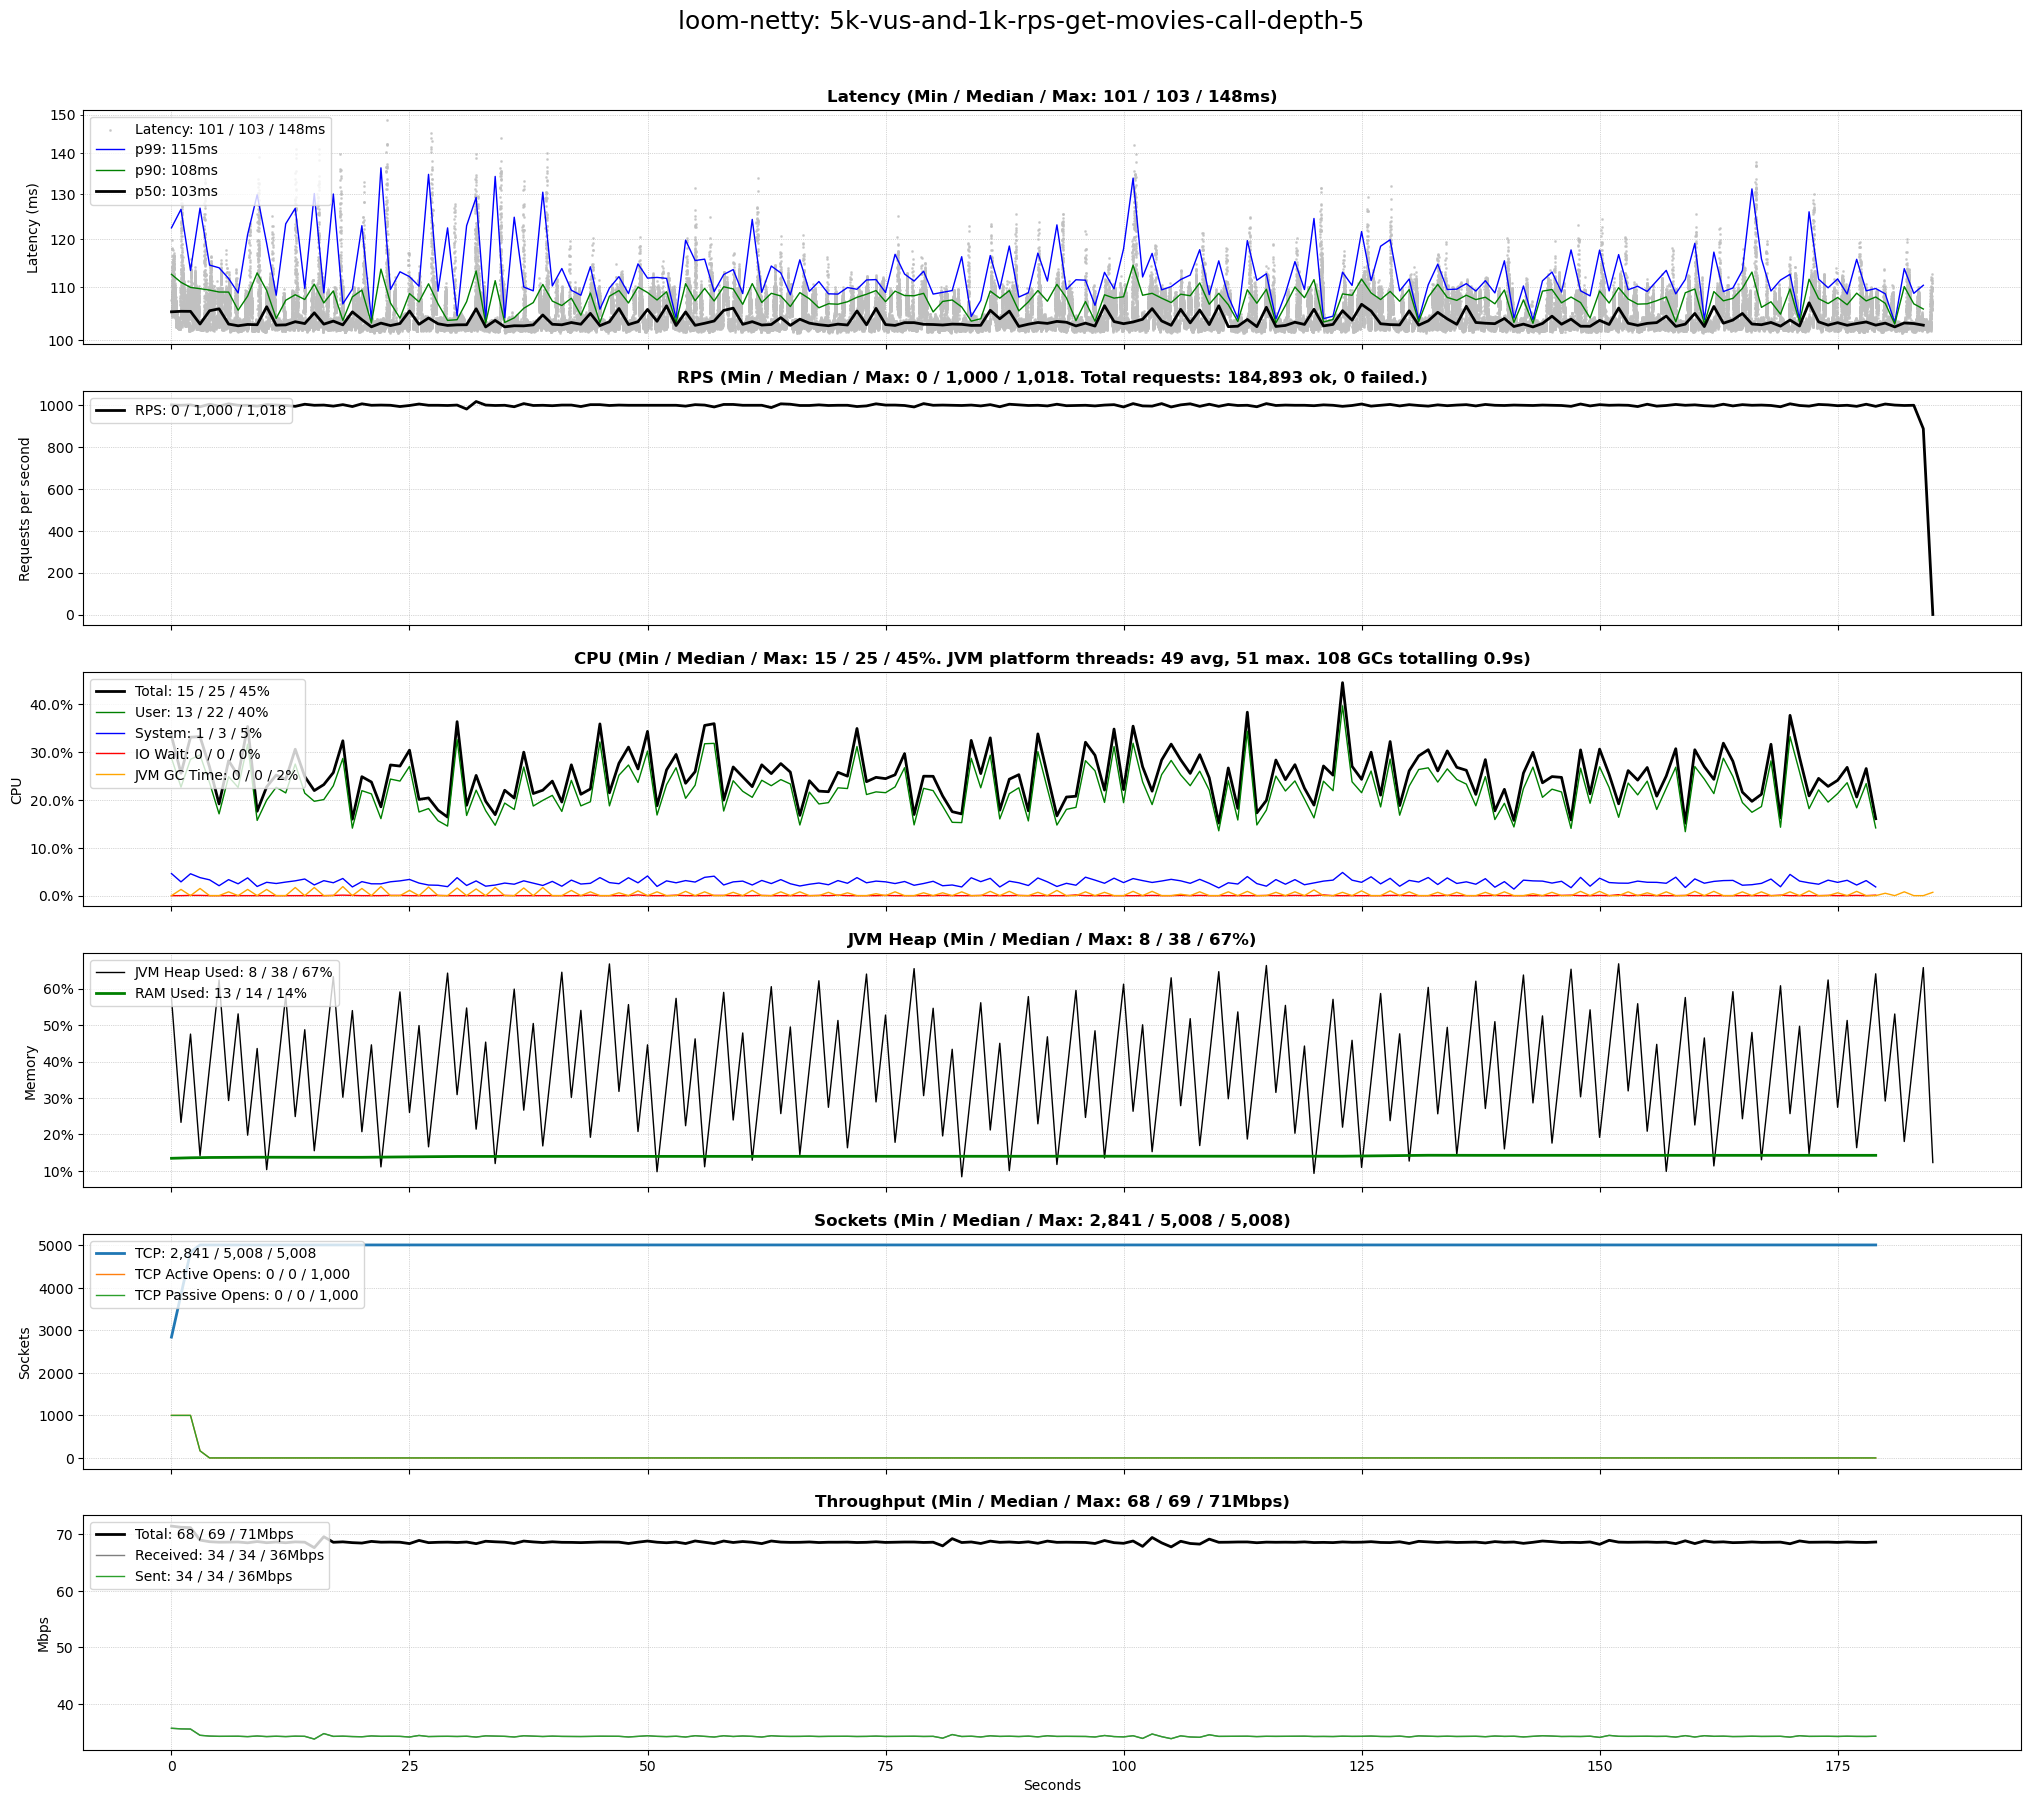 loom-netty: 5k-vus-and-1k-rps-get-movies-call-depth-5
Latency (Min / Median / Max: 101 / 103 / 148ms)
Latency (ms)
150
140
130
120
110
100
Latency: 101 / 103 / 148ms
p99: 115ms
p90: 108ms
p50: 103ms
RPS (Min / Median / Max: 0 / 1,000 / 1,018. Total requests: 184,893 ok, 0 failed.)
Requests per second
1000
800
600
400
200
0
RPS: 0 / 1,000 / 1,018
CPU (Min / Median / Max: 15 / 25 / 45%. JVM platform threads: 49 avg, 51 max. 108 GCs totalling 0.9s)
CPU
40.0%
30.0%
20.0%
10.0%
0.0%
Total: 15 / 25 / 45%
User: 13 / 22 / 40%
System: 1 / 3 / 5%
IO Wait: 0 / 0 / 0%
JVM GC Time: 0 / 0 / 2%
JVM Heap (Min / Median / Max: 8 / 38 / 67%)
Memory
60%
50%
40%
30%
20%
10%
JVM Heap Used: 8 / 38 / 67%
RAM Used: 13 / 14 / 14%
Sockets (Min / Median / Max: 2,841 / 5,008 / 5,008)
Sockets
5000
4000
3000
2000
1000
0
TCP: 2,841 / 5,008 / 5,008
TCP Active Opens: 0 / 0 / 1,000
TCP Passive Opens: 0 / 0 / 1,000
Throughput (Min / Median / Max: 68 / 69 / 71Mbps)
Mbps
70
60
50
40
Total: 68 / 69 / 71Mbps
Received: 34 / 34 / 36Mbps
Sent: 34 / 34 / 36Mbps
0 25 50 75 100 125 150 175
Seconds